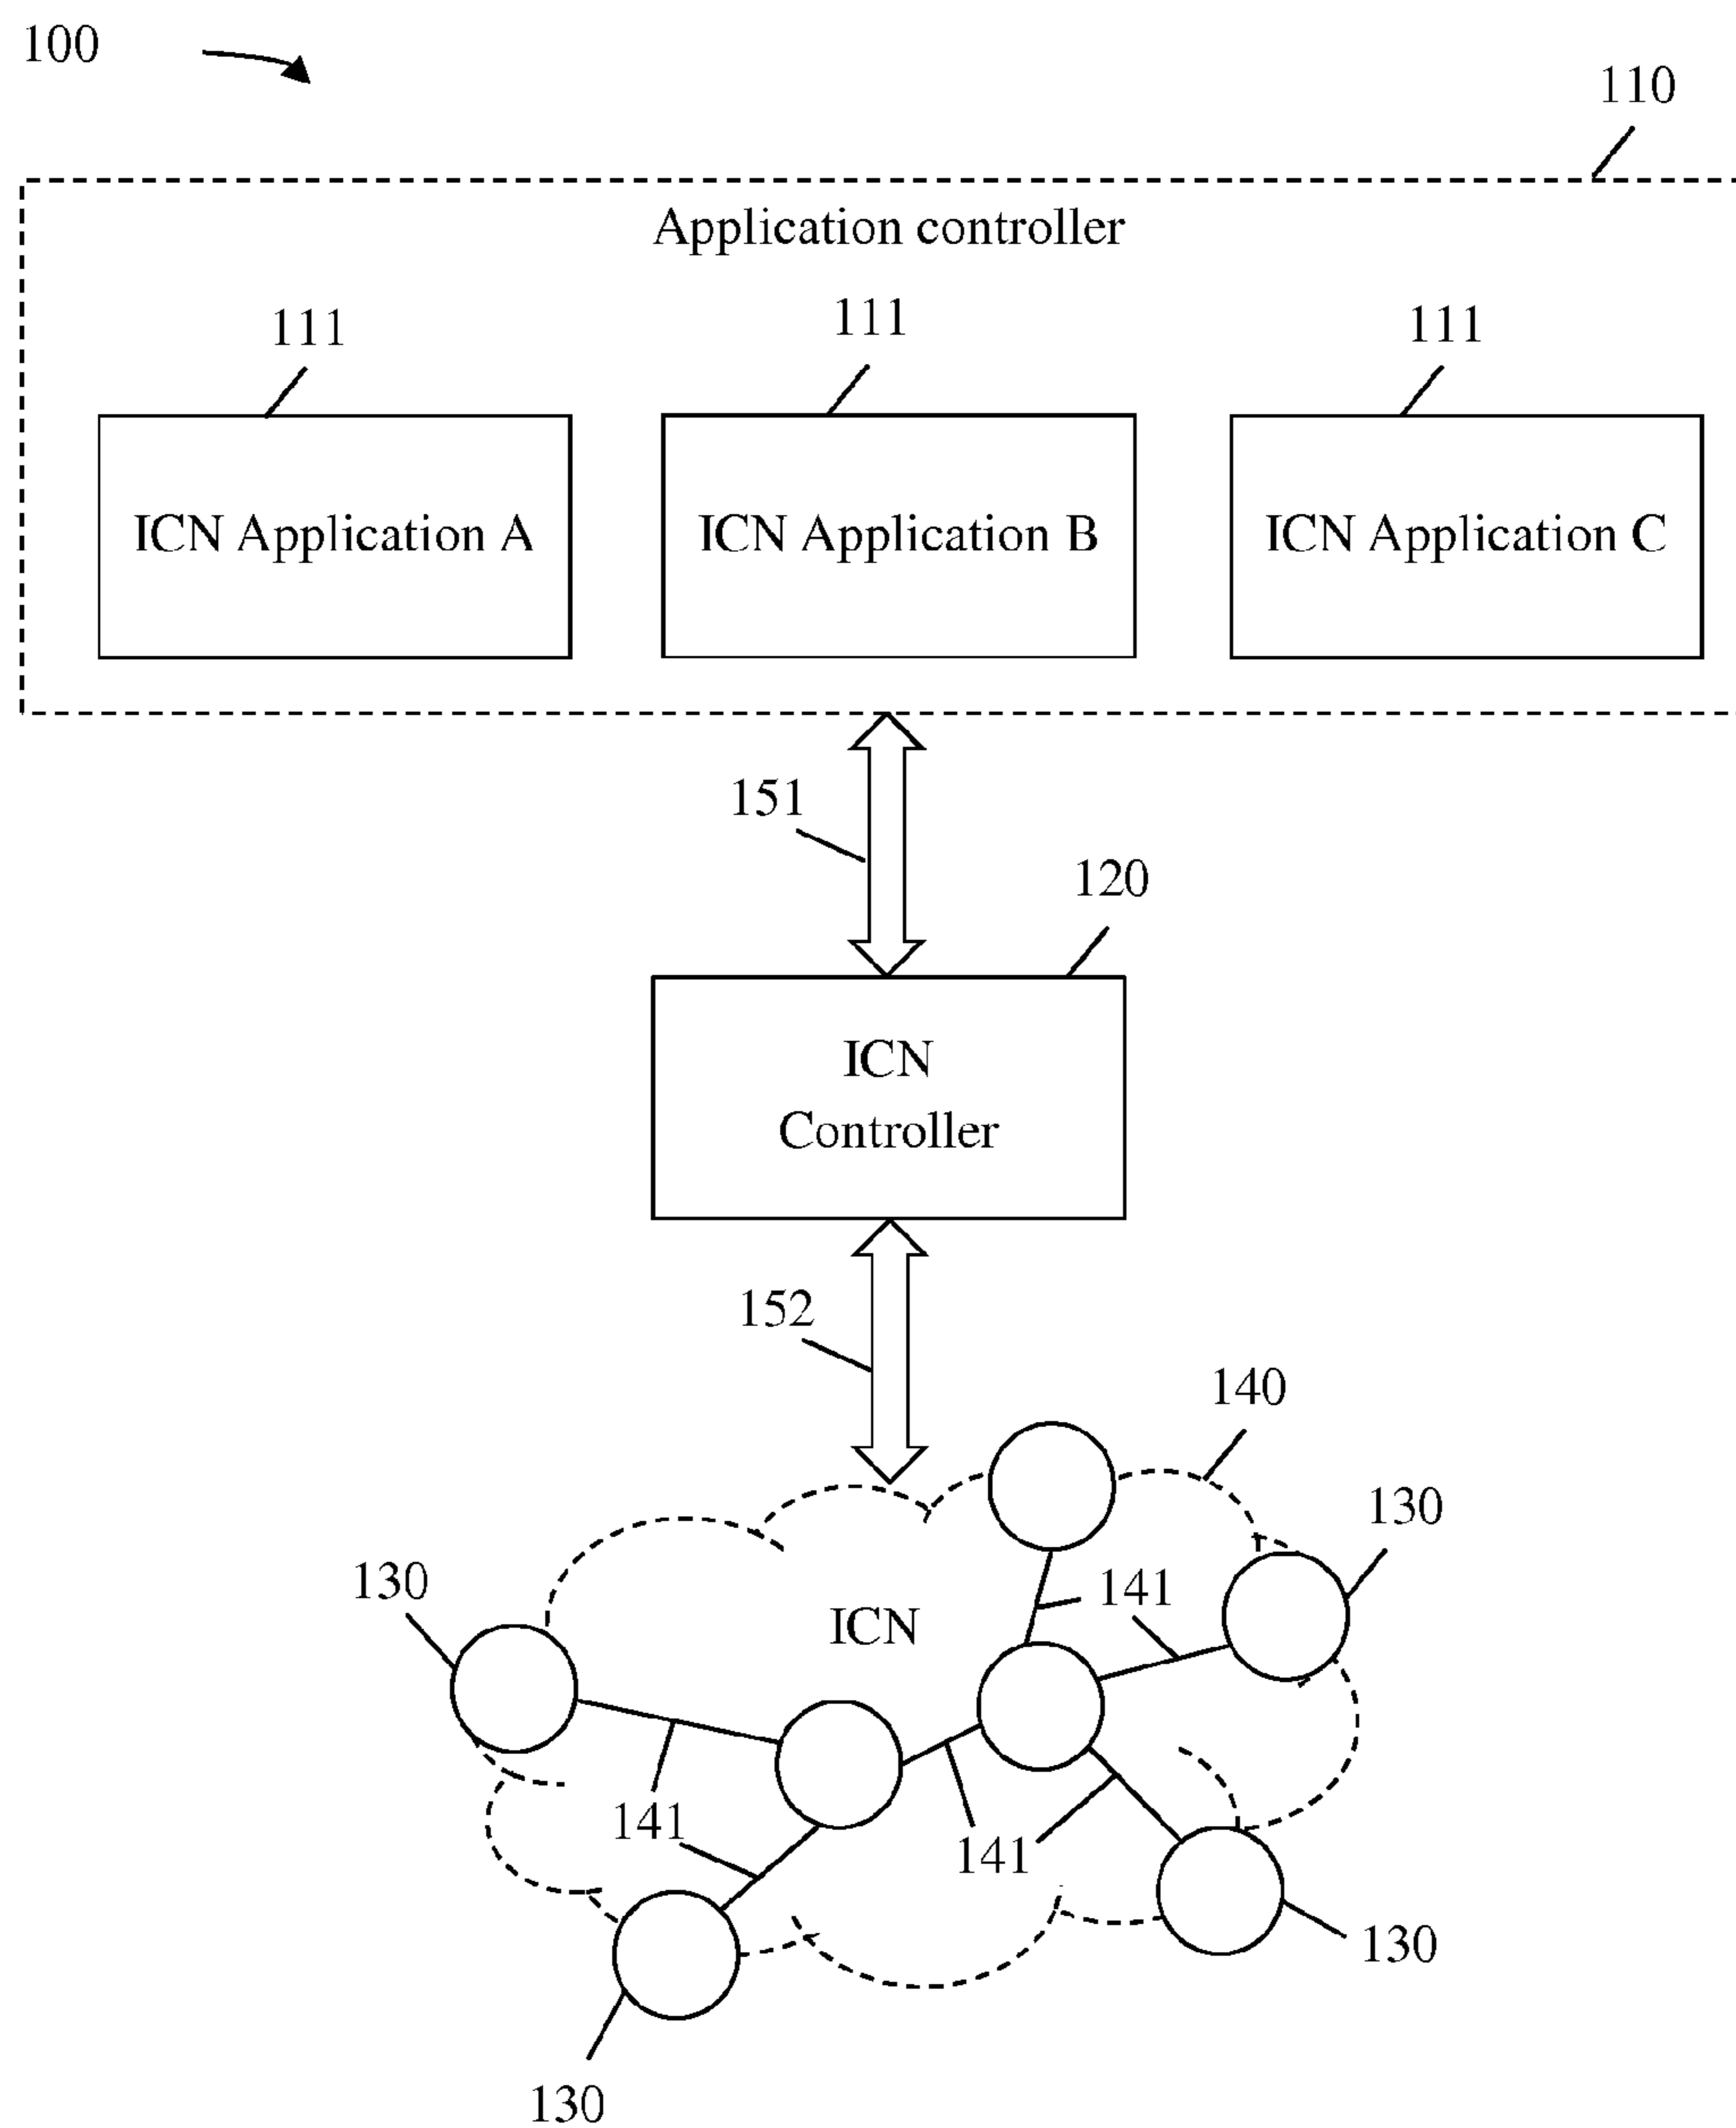 100
110
Application controller
111
111
111
ICN Application A
ICN Application B
ICN Application C
151
120
ICN
Controller
152
140
130
130
141
ICN
141
141
130
130